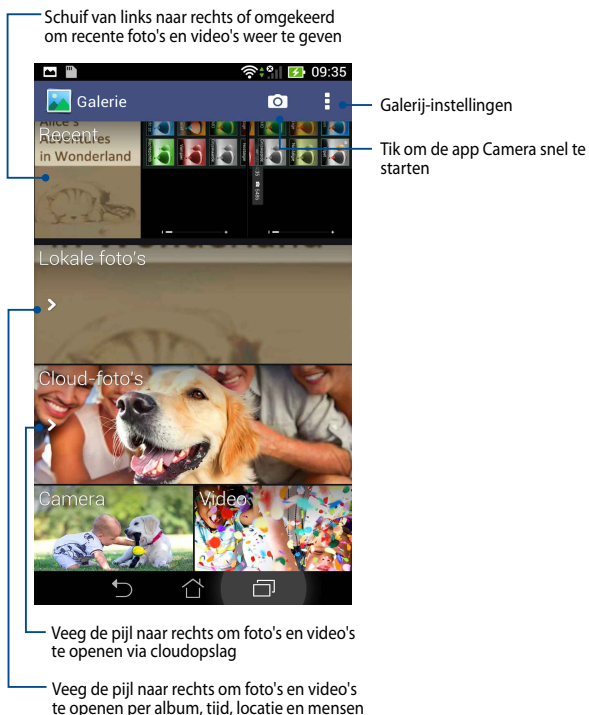 Schuif van links naar rechts of omgekeerd
om recente foto's en video's weer te geven
09:35
Galerie
Galerij-instellingen
Tik om de app Camera snel te
starten
Recent
Alice's
Adventures
in Wonderland
in Wonderland
Lokale foto's
Cloud-foto's
Camera
Video
Veeg de pijl naar rechts om foto's en video's
te openen via cloudopslag
Veeg de pijl naar rechts om foto's en video's
te openen per album, tijd, locatie en mensen